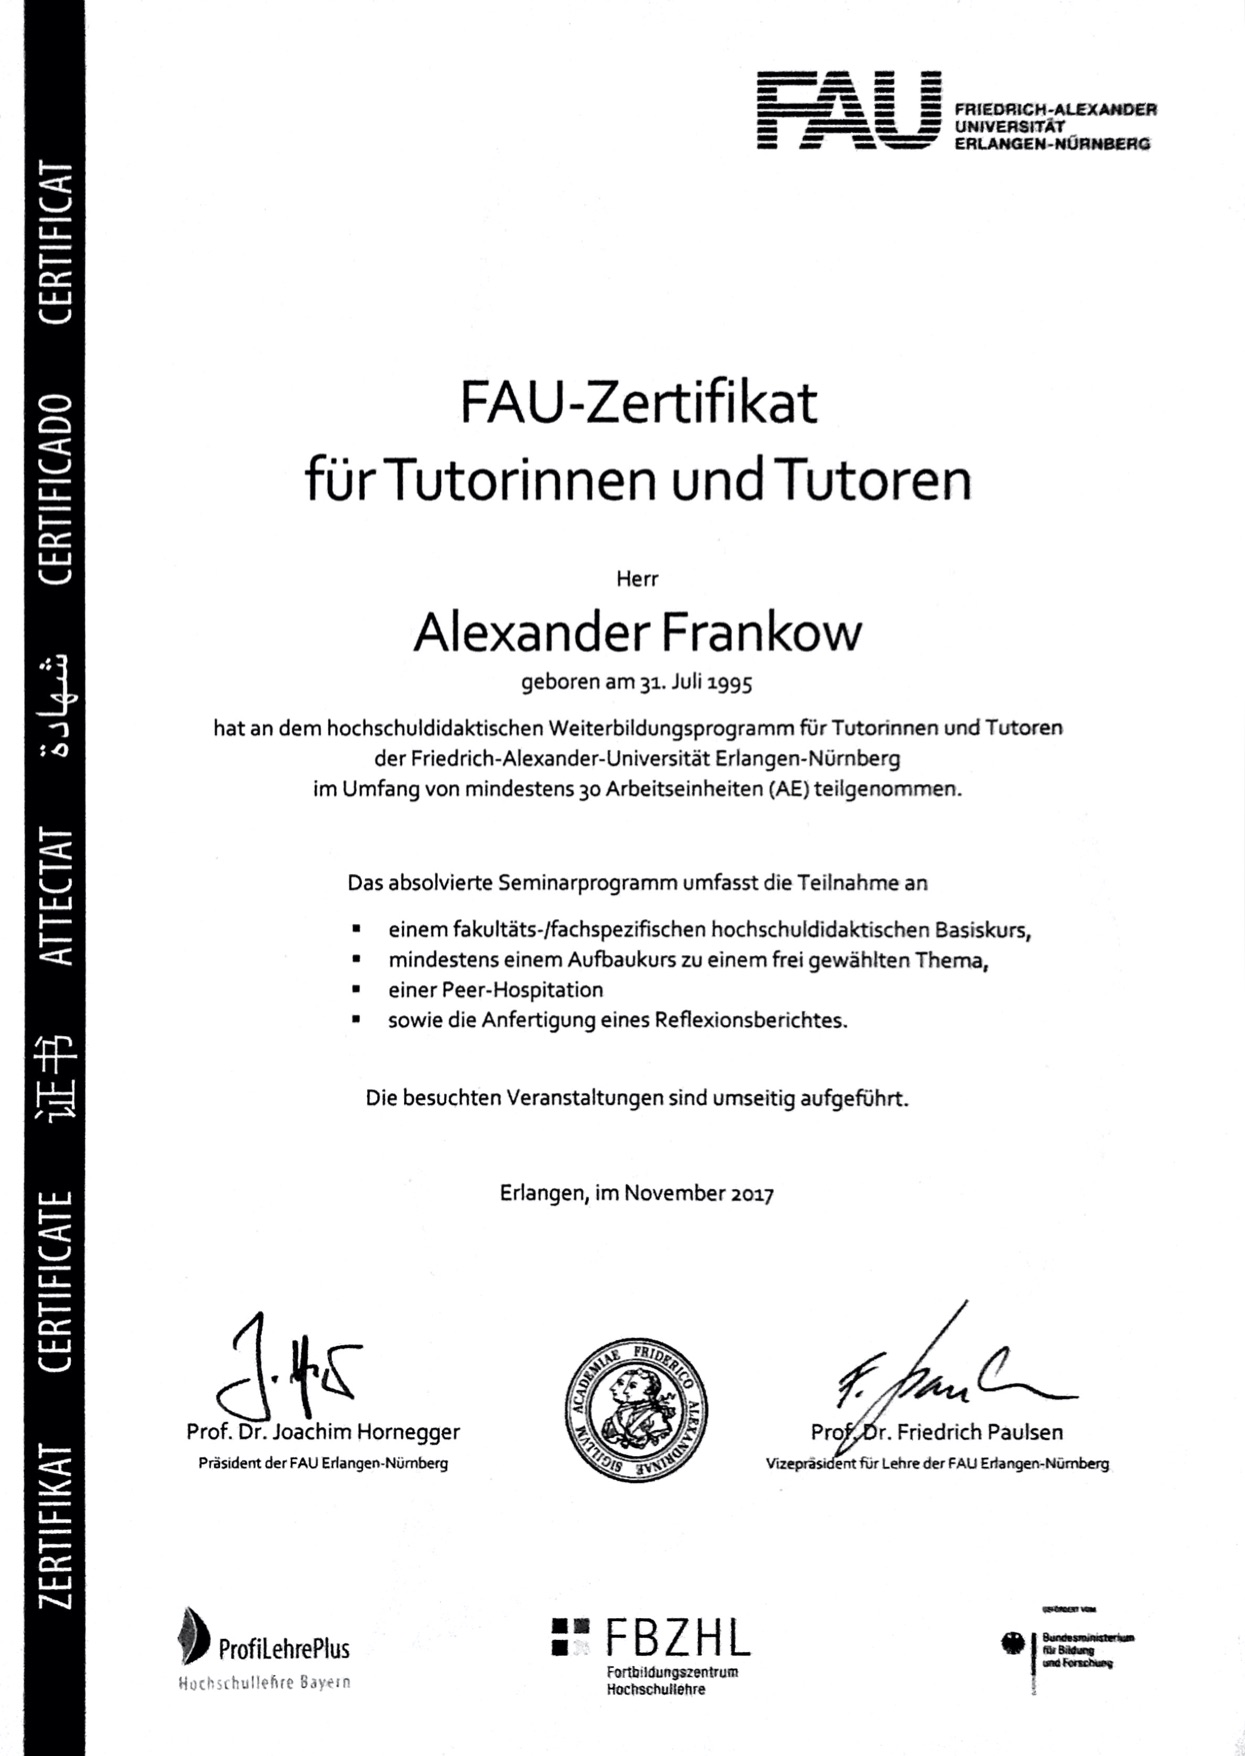 FAU
FRIEDRICH-ALEXANDER
UNIVERSITÄT
ERLANGEN-NÜRNBERG
ZERTIFIKAT CERTIFICATE 证书 ATTECTAT شهادة CERTIFICADO CERTIFICAT
FAU-Zertifikat
für Tutorinnen und Tutoren
Herr
Alexander Frankow
geboren am 31. Juli 1995
hat an dem hochschuldidaktischen Weiterbildungsprogramm für Tutorinnen und Tutoren
der Friedrich-Alexander-Universität Erlangen-Nürnberg
im Umfang von mindestens 30 Arbeitseinheiten (AE) teilgenommen.
Das absolvierte Seminarprogramm umfasst die Teilnahme an
▪ einem fakultäts-/fachspezifischen hochschuldidaktischen Basiskurs,
▪ mindestens einem Aufbaukurs zu einem frei gewählten Thema,
▪ einer Peer-Hospitation
▪ sowie die Anfertigung eines Reflexionsberichtes.
Die besuchten Veranstaltungen sind umseitig aufgeführt.
Erlangen, im November 2017
SIGILLVM ACADEMIAE FRIDERICO ALEXANDRINAE
Prof. Dr. Joachim Hornegger
Präsident der FAU Erlangen-Nürnberg
F. Paul
Prof. Dr. Friedrich Paulsen
Vizepräsident für Lehre der FAU Erlangen-Nürnberg
ProfiLehrePlus
Hochschullehre Bayern
FBZHL
Fortbildungszentrum
Hochschullehre
GEFÖRDERT VOM
Bundesministerium
für Bildung
und Forschung